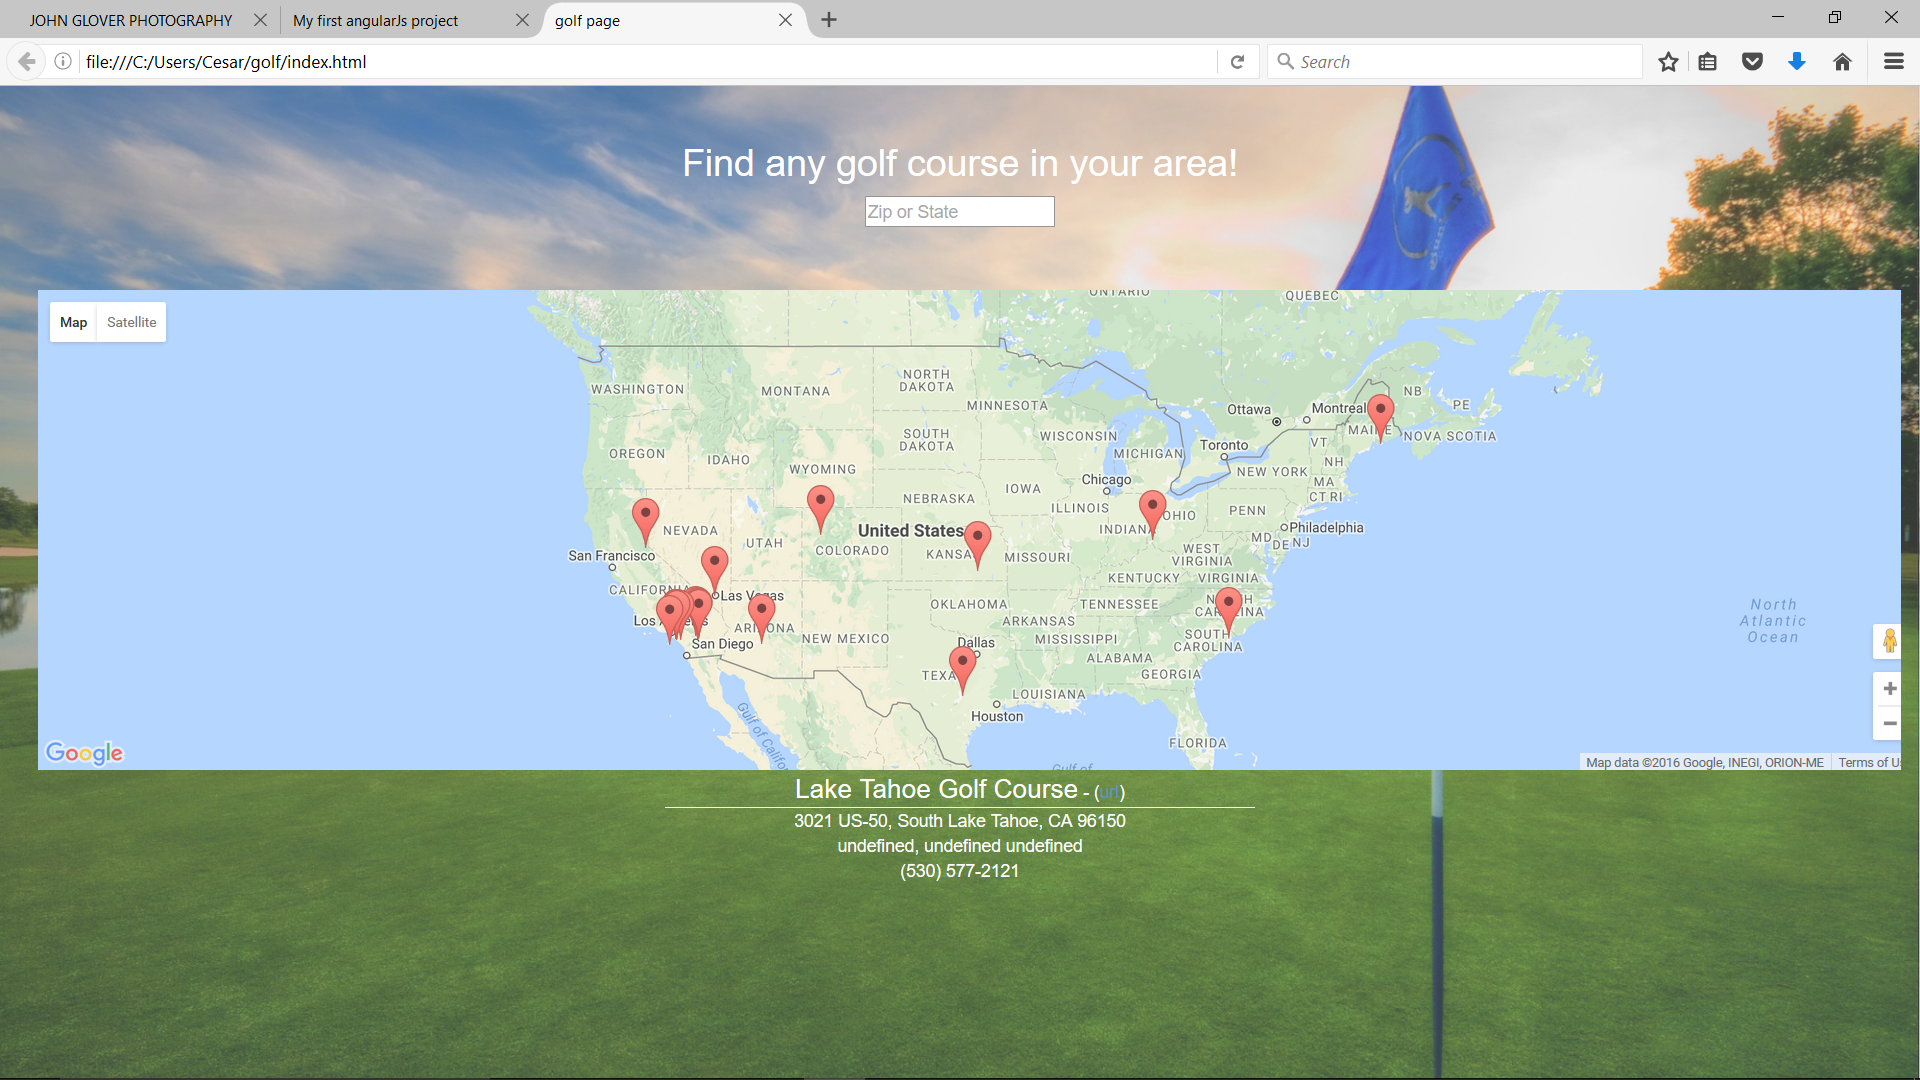 JOHN GLOVER PHOTOGRAPHY
My first angularJs project
golf page
file:///C:/Users/Cesar/golf/index.html
Search
Find any golf course in your area!
Zip or State
Map Satellite
ONTARIO
QUEBEC
WASHINGTON
MONTANA
NORTH
DAKOTA
MINNESOTA
NB
PE
Ottawa
Montreal
MAINE
NOVA SCOTIA
OREGON
IDAHO
SOUTH
DAKOTA
WISCONSIN
MICHIGAN
Toronto
VT
NH
WYOMING
NEW YORK
MA
CT RI
Chicago
IOWA
NEBRASKA
ILLINOIS
INDIANA
OHIO
PENN
Philadelphia
NEVADA
UTAH
United States
COLORADO
KANSAS
MISSOURI
WEST
VIRGINIA
MD
DE NJ
San Francisco
CALIFORNIA
Las Vegas
KENTUCKY
VIRGINIA
Los Angeles
ARIZONA
OKLAHOMA
TENNESSEE
NORTH
CAROLINA
San Diego
NEW MEXICO
ARKANSAS
MISSISSIPPI
SOUTH
CAROLINA
Dallas
ALABAMA
TEXAS
GEORGIA
LOUISIANA
Houston
FLORIDA
Gulf of Califo
Gulf of
North
Atlantic
Ocean
Google
Map data ©2016 Google, INEGI, ORION-ME Terms of U
Lake Tahoe Golf Course - (url)
3021 US-50, South Lake Tahoe, CA 96150
undefined, undefined undefined
(530) 577-2121